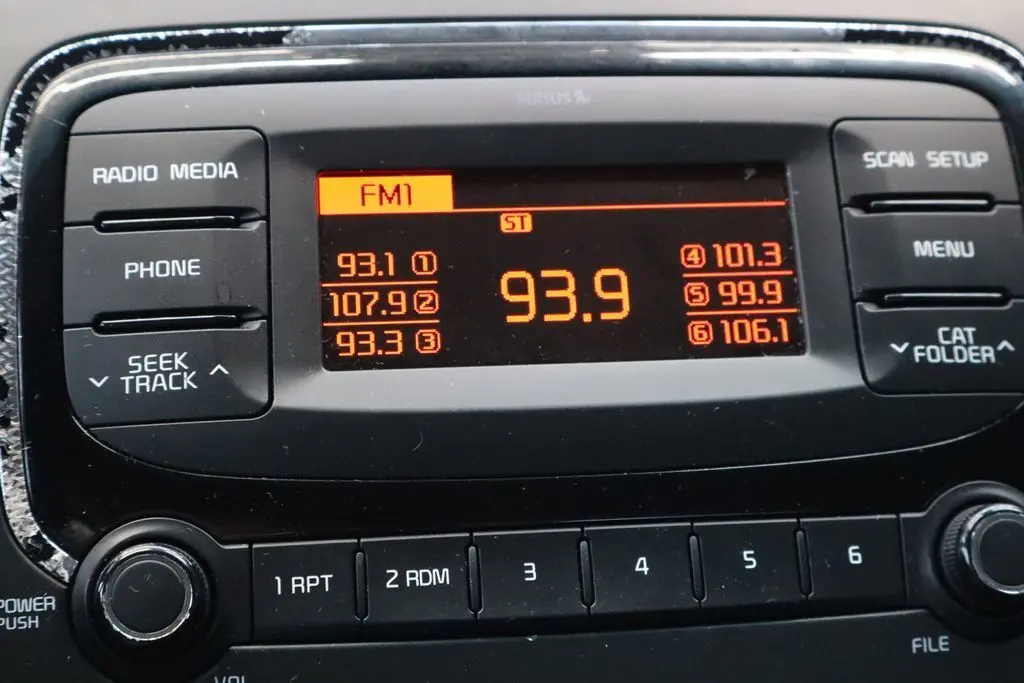 SIRIUS
RADIO MEDIA
PHONE
SEEK
TRACK
FM1
ST
93.1 1
107.9 2
93.3 3
93.9
4 101.3
5 99.9
6 106.1
SCAN SETUP
MENU
CAT
FOLDER
POWER
PUSH
VOL
1 RPT
2 RDM
3
4
5
6
FILE